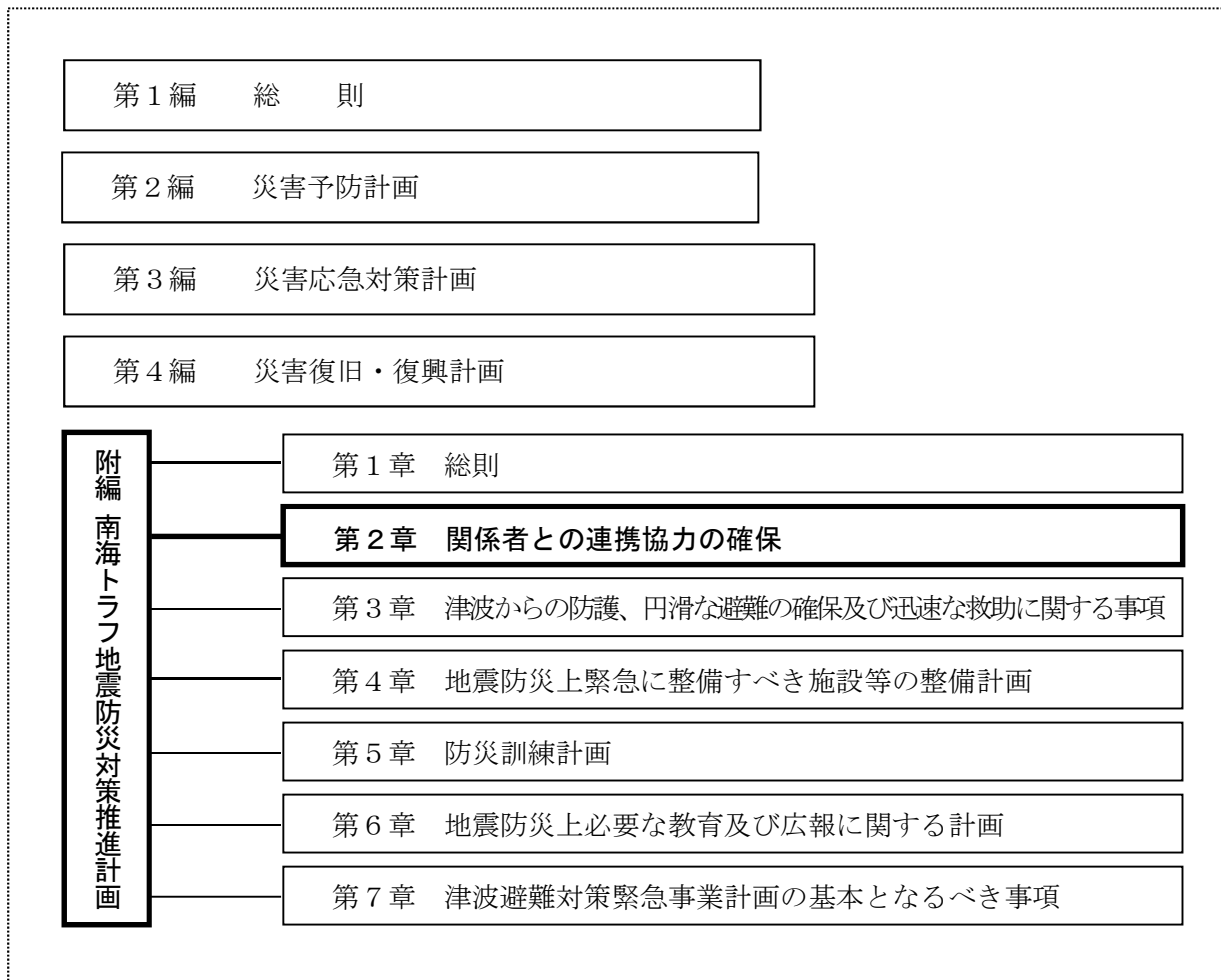 第１編　　総　　則
第２編　　災害予防計画
第３編　　災害応急対策計画
第４編　　災害復旧・復興計画
附編 南海トラフ地震防災対策推進計画
第１章　総則
第２章　関係者との連携協力の確保
第３章　津波からの防護、円滑な避難の確保及び迅速な救助に関する事項
第４章　地震防災上緊急に整備すべき施設等の整備計画
第５章　防災訓練計画
第６章　地震防災上必要な教育及び広報に関する計画
第７章　津波避難対策緊急事業計画の基本となるべき事項